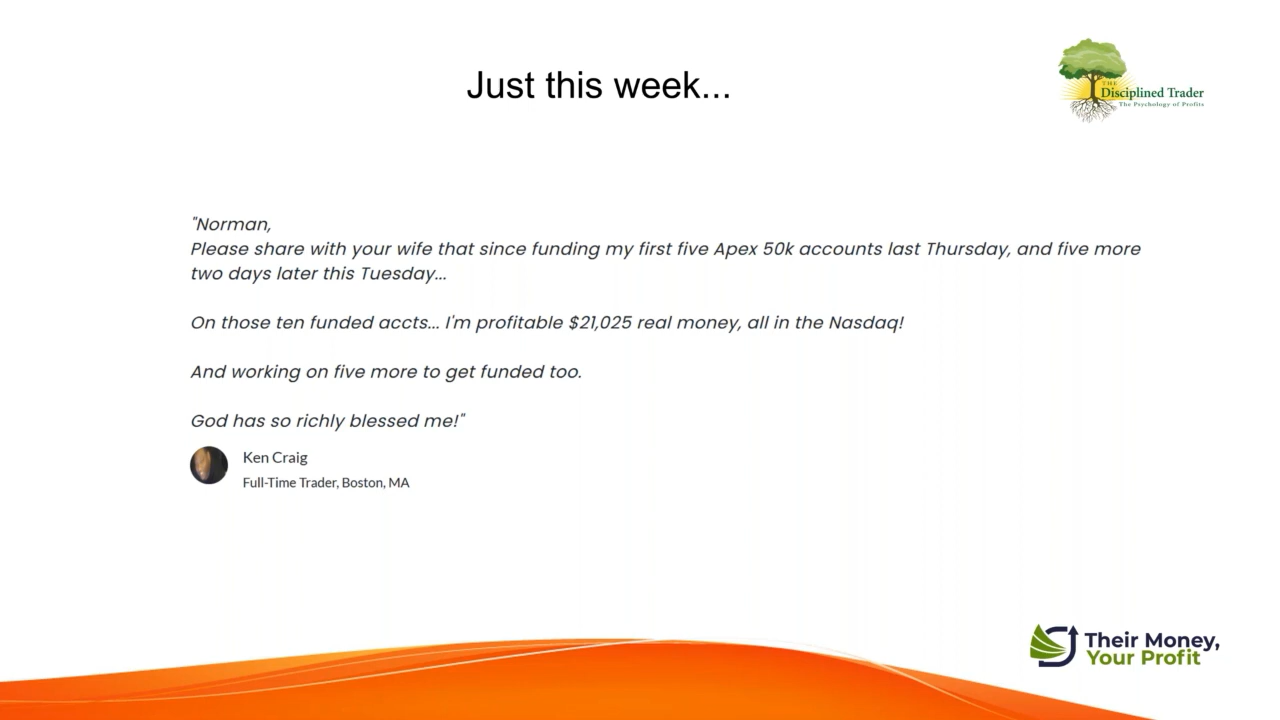 Just this week...
THE
Disciplined Trader
The Psychology of Profits
"Norman,
Please share with your wife that since funding my first five Apex 50k accounts last Thursday, and five more
two days later this Tuesday...
On those ten funded accts... I'm profitable $21,025 real money, all in the Nasdaq!
And working on five more to get funded too.
God has so richly blessed me!"
Ken Craig
Full-Time Trader, Boston, MA
Their Money,
Your Profit